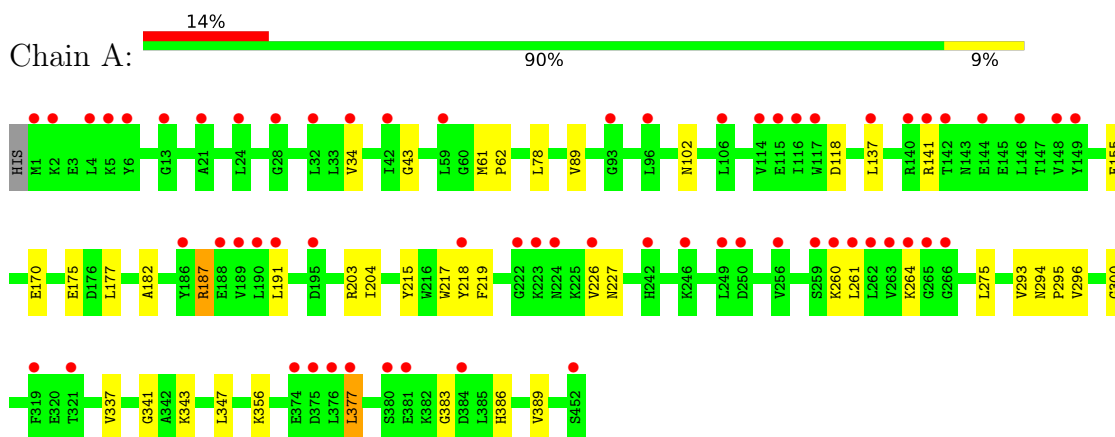 14%
Chain A:
90% 9%
HIS M1 K2 E3 L4 K5 Y6 G13 A21 L24 G28 L32 L33 V34 I42 G43 L59 G60 M61 P62 L78 V89 G93 L96 N102 L106 V114 E115 I116 W117 D118 L137 R140 R141 T142 N143 E144 E145 L146 T147 V148 Y149 E155
E170 E175 D176 L177 A182 Y186 R187 E188 V189 L190 L191 D195 R203 I204 Y215 W216 W217 Y218 F219 G222 K223 N224 K225 V226 N227 H242 K246 L249 D250 V256 S259 K260 L261 L262 V263 K264 G265 G266 L275 V293 N294 P295 V296
F319 E320 T321 V337 G341 A342 K343 L347 K356 E374 D375 L376 L377 S380 E381 K382 G383 D384 L385 H386 V389 S452